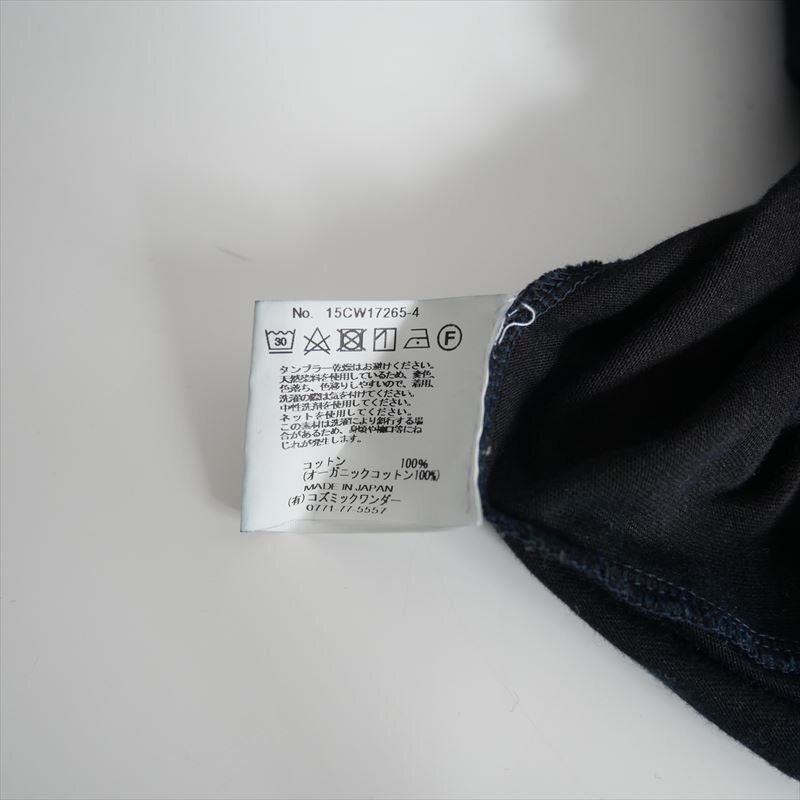 No. 15CW17265-4
30 F
タンブラー乾燥はお避けください。
天然染料を使用しているため、変色、
色落ち、色移りしやすいので、着用、
洗濯の際は気を付けてください。
中性洗剤を使用してください。
ネットを使用してください。
この素材は洗濯により斜行する場
合があるため、身頃や袖口等にね
じれが発生します。
コットン 100%
(オーガニックコットン100%)
MADE IN JAPAN
(有)コズミックワンダー
0771-77-5557